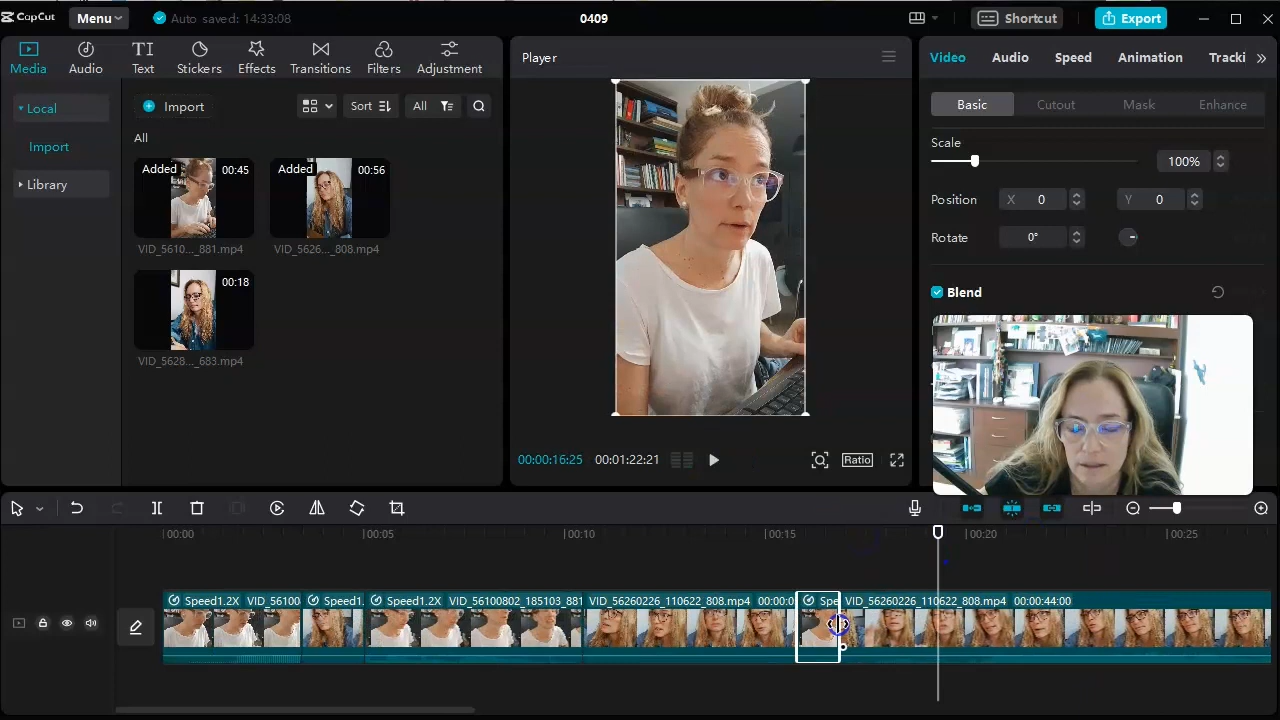 CapCut Menu Auto saved: 14:33:08 0409 Shortcut Export
Media Audio Text Stickers Effects Transitions Filters Adjustment
Player
Video Audio Speed Animation Tracki
Local
Import
Library
Import Sort All
All
Added 00:45
VID_5610..._881.mp4
Added 00:56
VID_5626..._808.mp4
00:18
VID_5628..._683.mp4
00:00:16:25 00:01:22:21 Ratio
Basic Cutout Mask Enhance
Scale 100%
Position X 0 Y 0
Rotate 0°
Blend
00:00 00:05 00:10 00:15 00:20 00:25
Speed1.2X VID_56100 Speed1. Speed1.2X VID_56100802_185103_881 VID_56260226_110622_808.mp4 00:00:0 Spe VID_56260226_110622_808.mp4 00:00:44:00